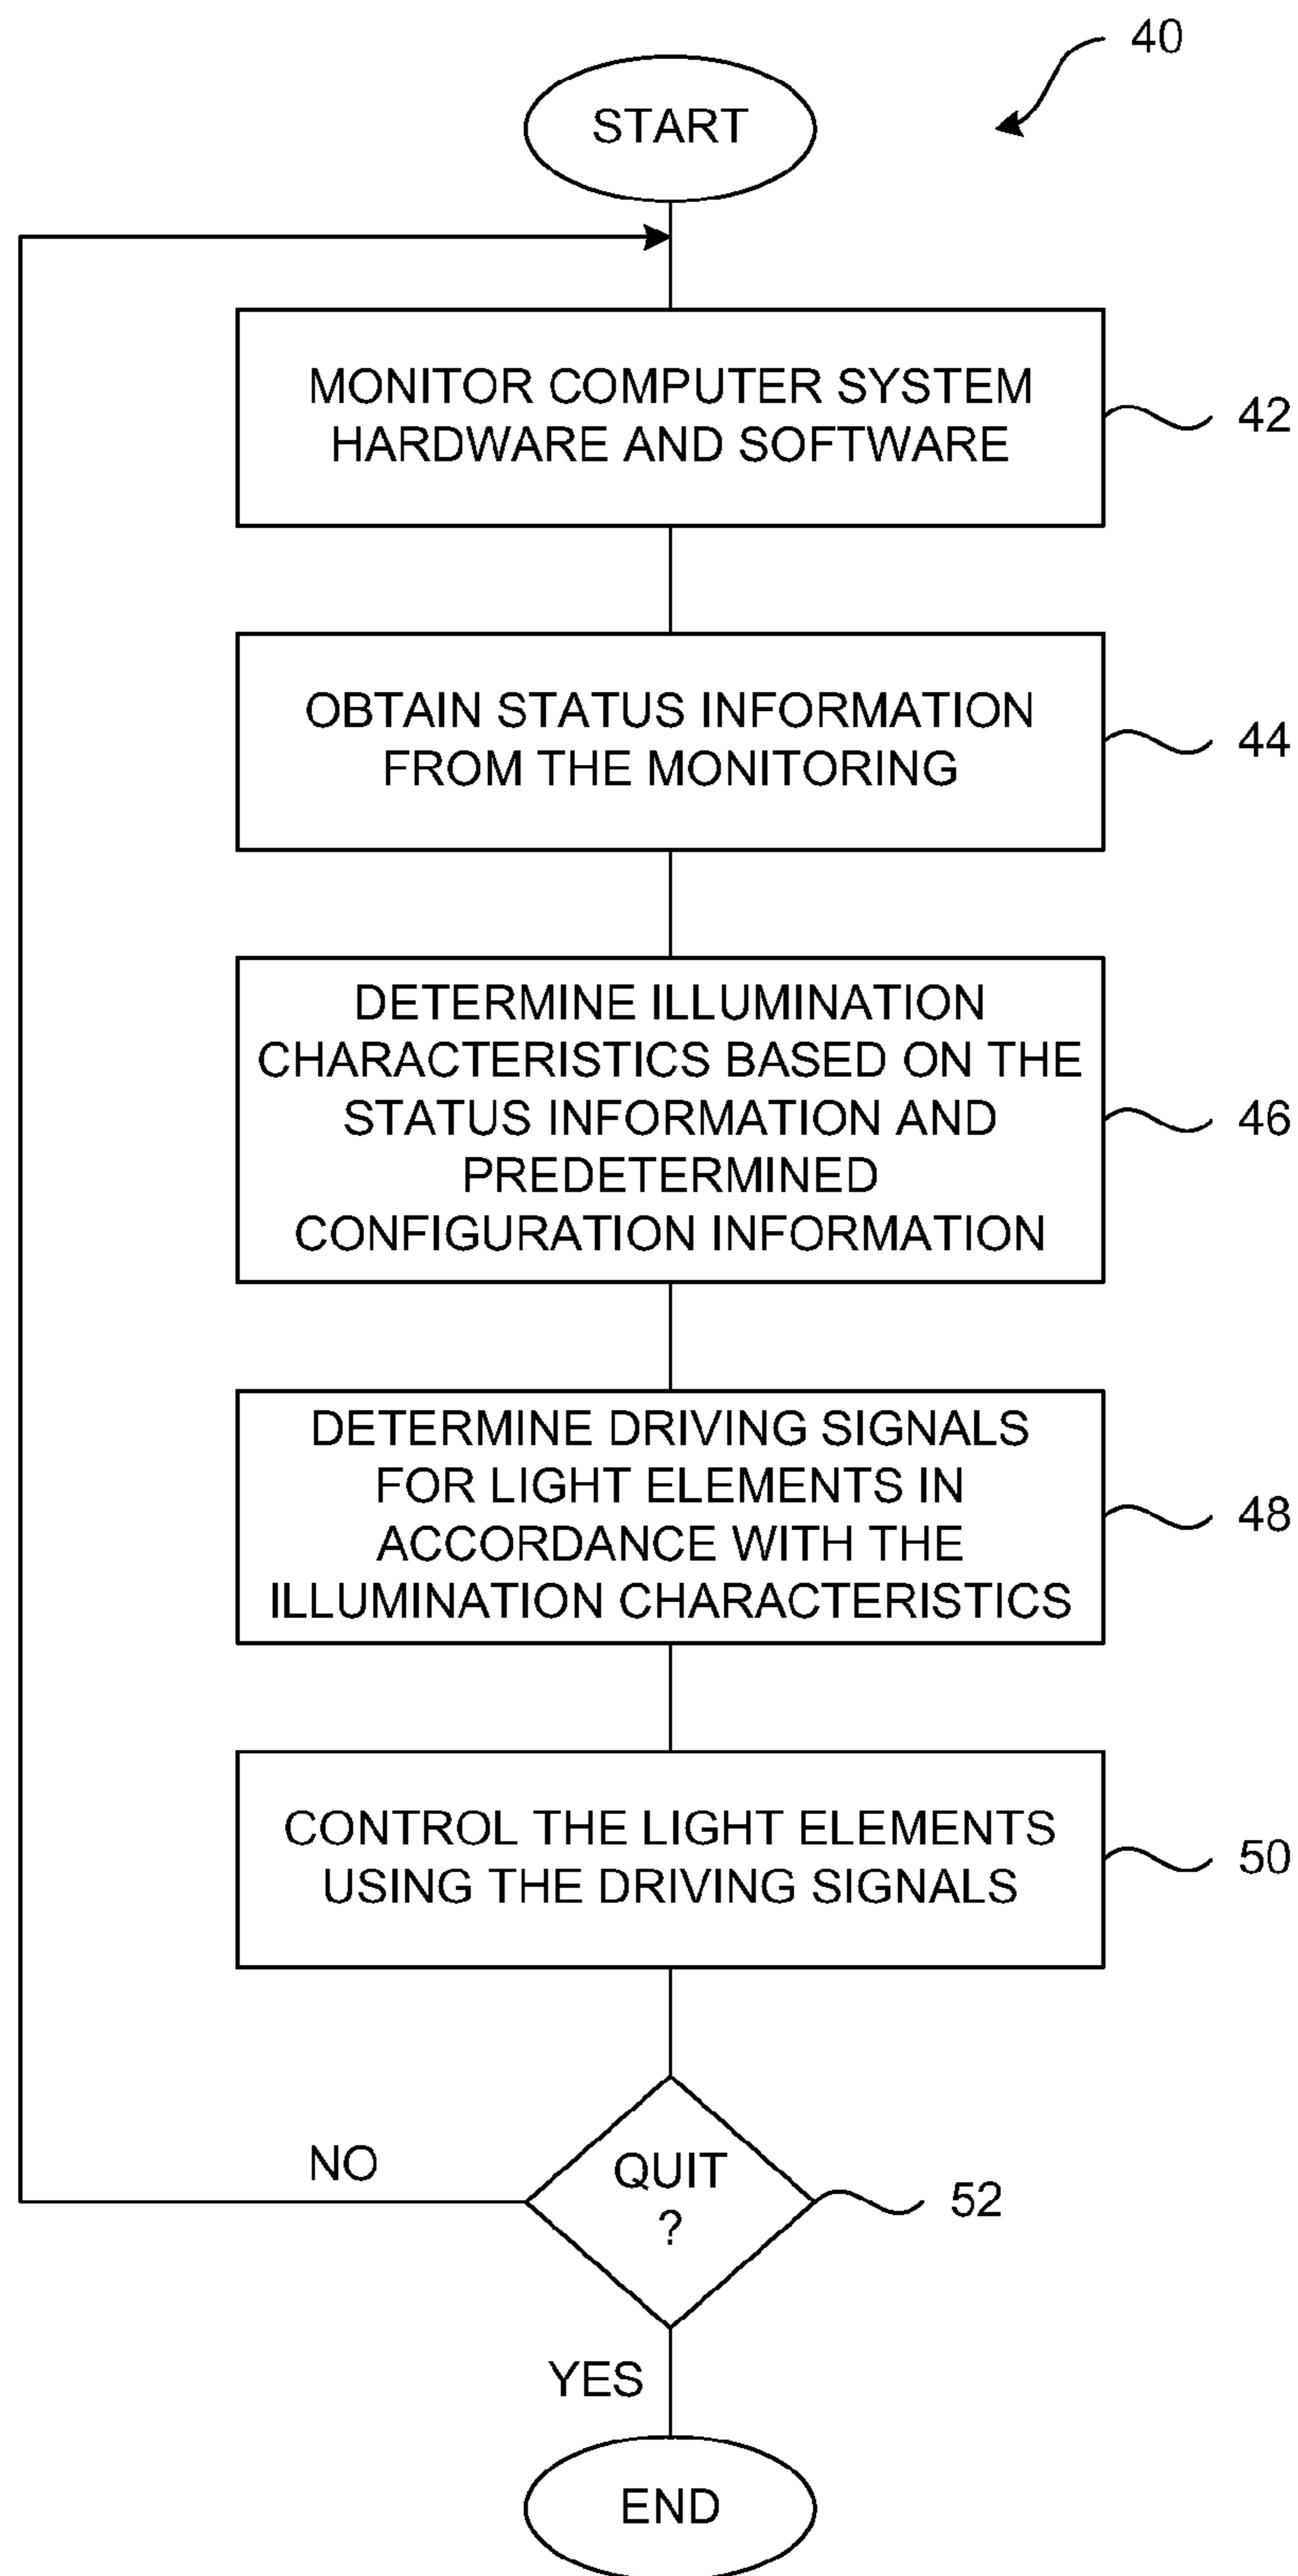 40
START
MONITOR COMPUTER SYSTEM
HARDWARE AND SOFTWARE
42
OBTAIN STATUS INFORMATION
FROM THE MONITORING
44
DETERMINE ILLUMINATION
CHARACTERISTICS BASED ON THE
STATUS INFORMATION AND
PREDETERMINED
CONFIGURATION INFORMATION
46
DETERMINE DRIVING SIGNALS
FOR LIGHT ELEMENTS IN
ACCORDANCE WITH THE
ILLUMINATION CHARACTERISTICS
48
CONTROL THE LIGHT ELEMENTS
USING THE DRIVING SIGNALS
50
NO
QUIT
?
52
YES
END